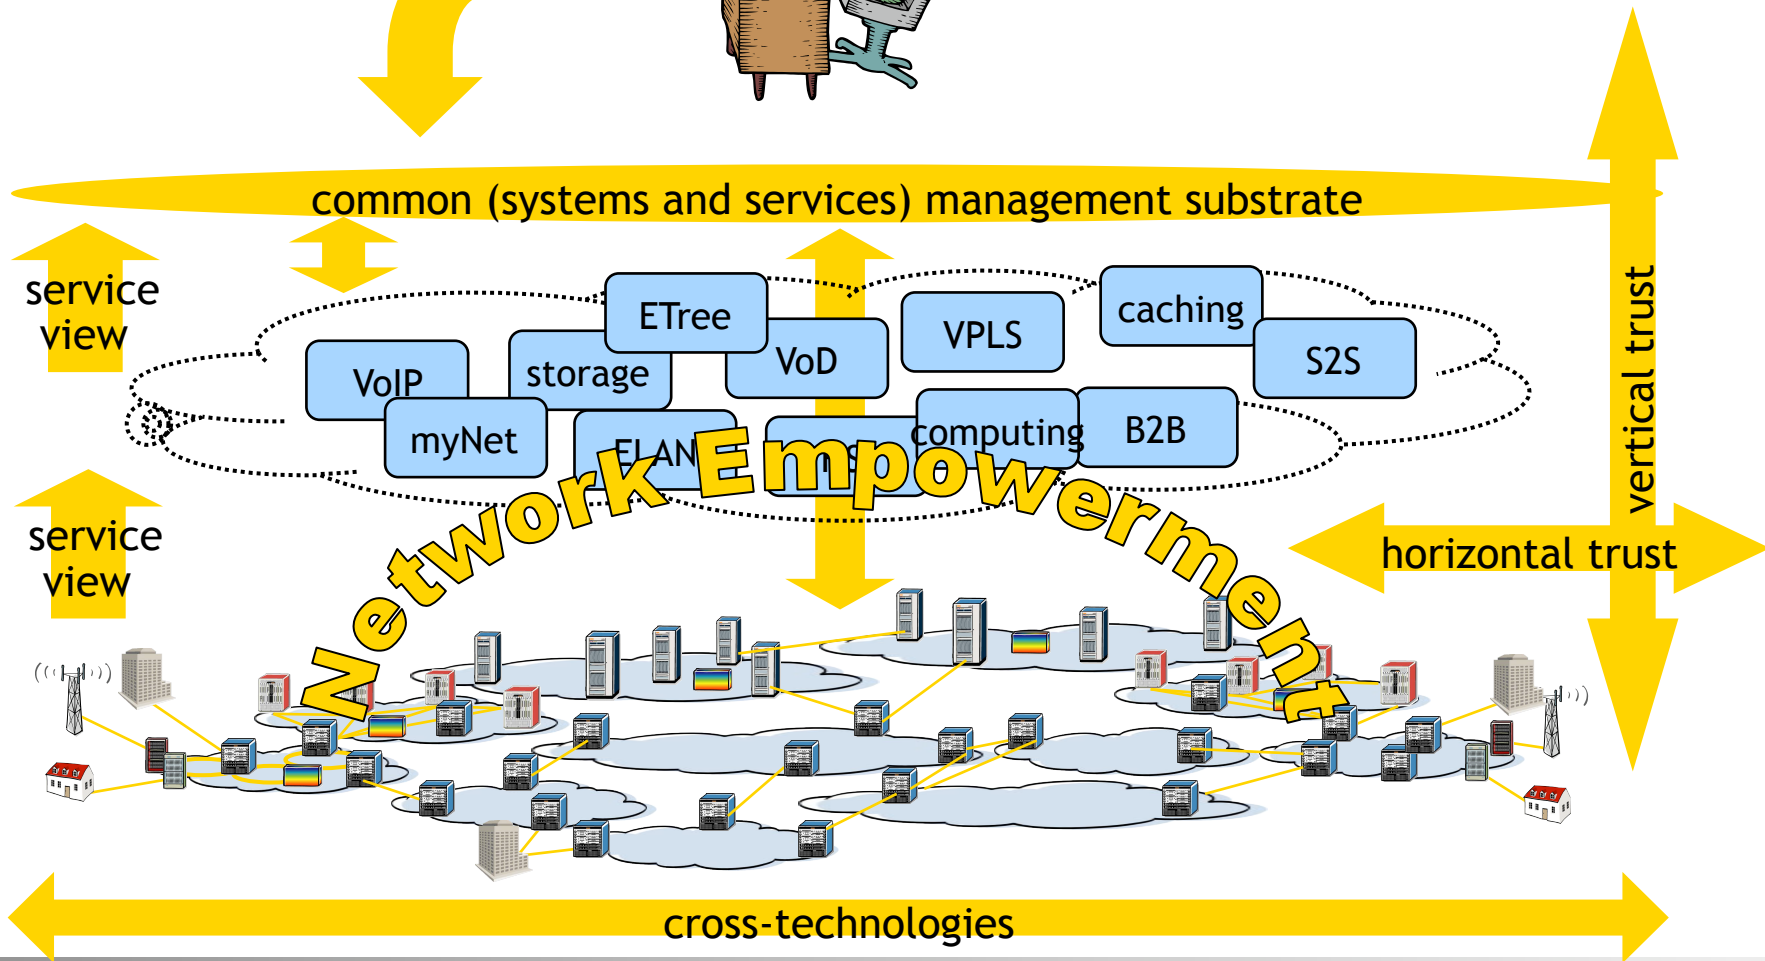 common (systems and services) management substrate
service
view
ETree
caching
VPLS
VoIP
storage
VoD
S2S
myNet
ELAN
computing
B2B
Network Empowerment
vertical trust
service
view
horizontal trust
cross-technologies